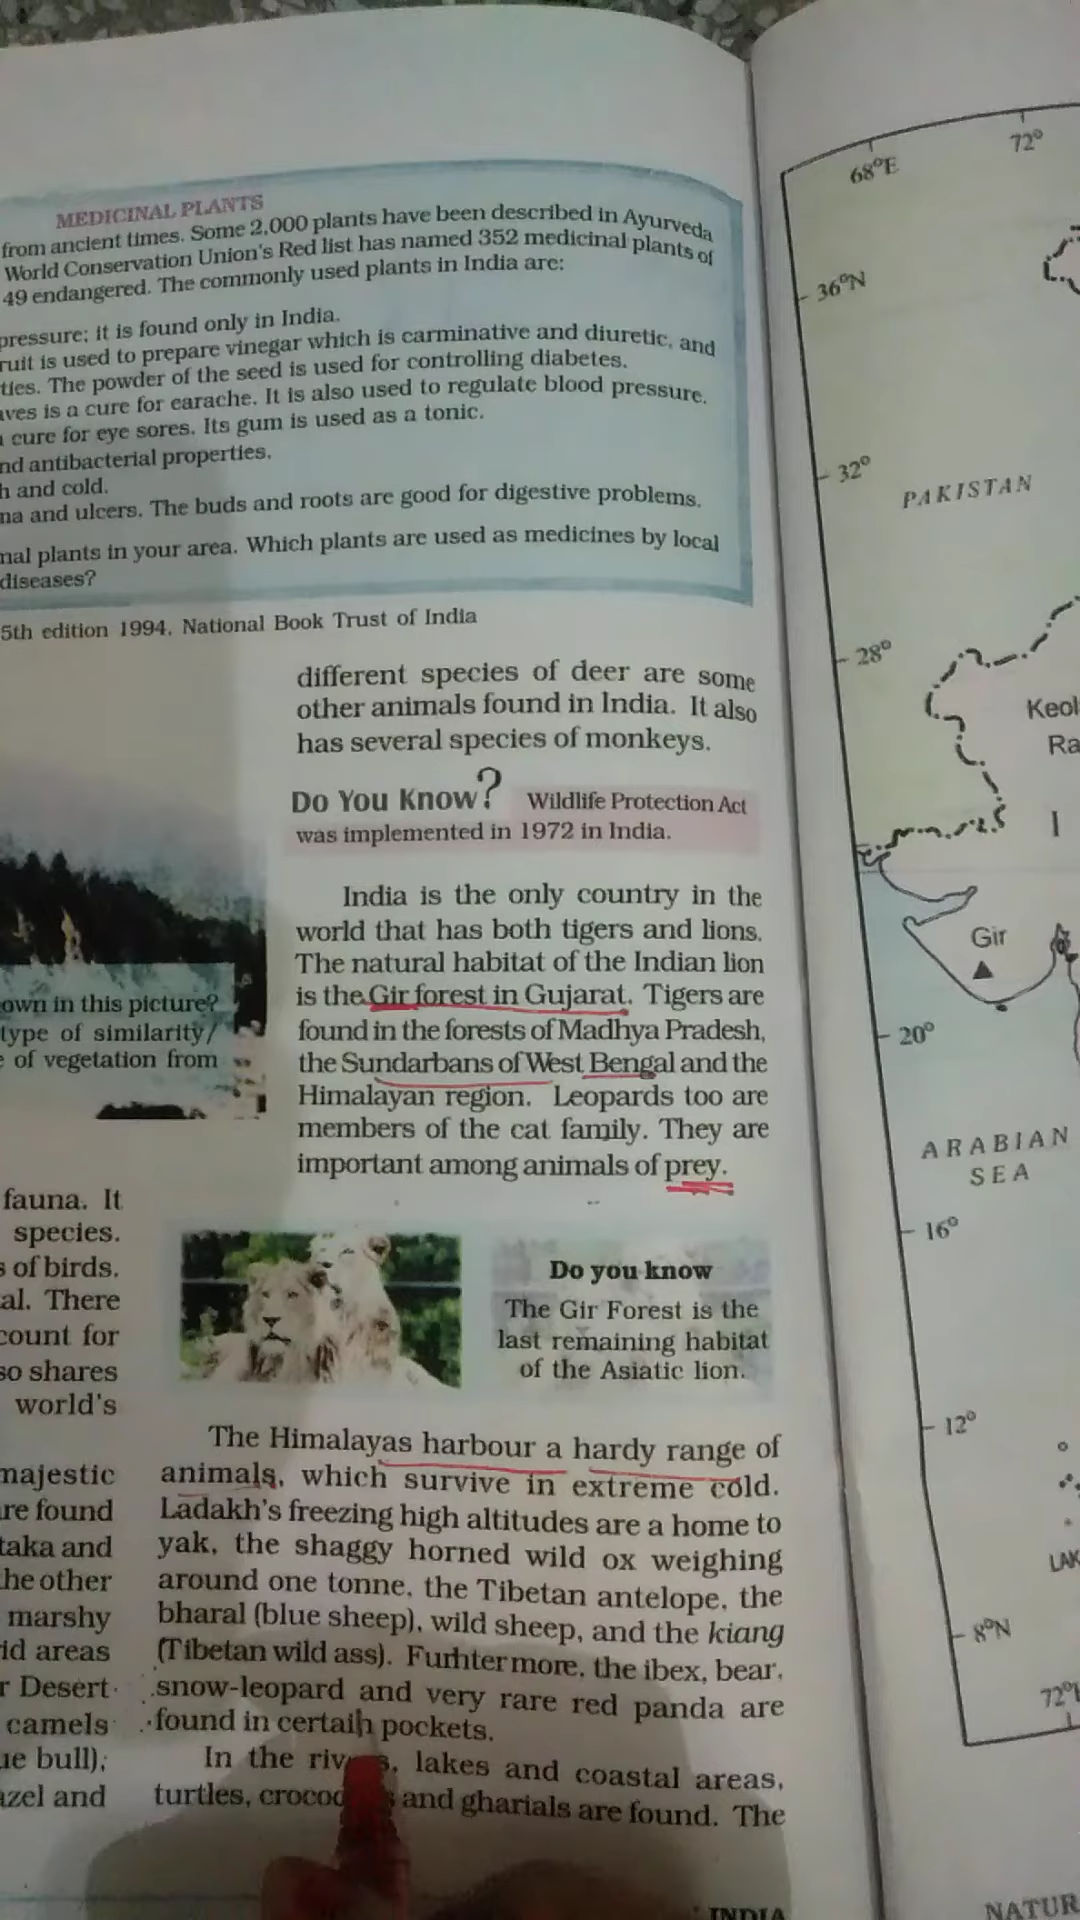 MEDICINAL PLANTS
from ancient times. Some 2,000 plants have been described in Ayurveda
World Conservation Union's Red list has named 352 medicinal plants of
49 endangered. The commonly used plants in India are:
pressure; it is found only in India.
ruit is used to prepare vinegar which is carminative and diuretic, and
ties. The powder of the seed is used for controlling diabetes.
aves is a cure for earache. It is also used to regulate blood pressure.
cure for eye sores. Its gum is used as a tonic.
nd antibacterial properties.
h and cold.
na and ulcers. The buds and roots are good for digestive problems.
nal plants in your area. Which plants are used as medicines by local
diseases?
5th edition 1994, National Book Trust of India
own in this picture?
type of similarity/
e of vegetation from
fauna. It
species.
s of birds.
al. There
count for
so shares
world's
majestic
are found
taka and
the other
marshy
id areas
r Desert
camels
ue bull),
azel and
different species of deer are some
other animals found in India. It also
has several species of monkeys.
Do You Know? Wildlife Protection Act
was implemented in 1972 in India.
India is the only country in the
world that has both tigers and lions.
The natural habitat of the Indian lion
is the Gir forest in Gujarat. Tigers are
found in the forests of Madhya Pradesh,
the Sundarbans of West Bengal and the
Himalayan region. Leopards too are
members of the cat family. They are
important among animals of prey.
Do you know
The Gir Forest is the
last remaining habitat
of the Asiatic lion.
The Himalayas harbour a hardy range of
animals, which survive in extreme cold.
Ladakh's freezing high altitudes are a home to
yak, the shaggy horned wild ox weighing
around one tonne, the Tibetan antelope, the
bharal (blue sheep), wild sheep, and the kiang
(Tibetan wild ass). Furhtermore, the ibex, bear,
snow-leopard and very rare red panda are
found in certain pockets.
In the riv s, lakes and coastal areas,
turtles, croco s and gharials are found. The
INDIA
68°E
72°
36°N
32°
PAKISTAN
28°
Keol
Ra
I
Gir
20°
ARABIAN
SEA
16°
12°
LAK
8°N
72°
NATUR